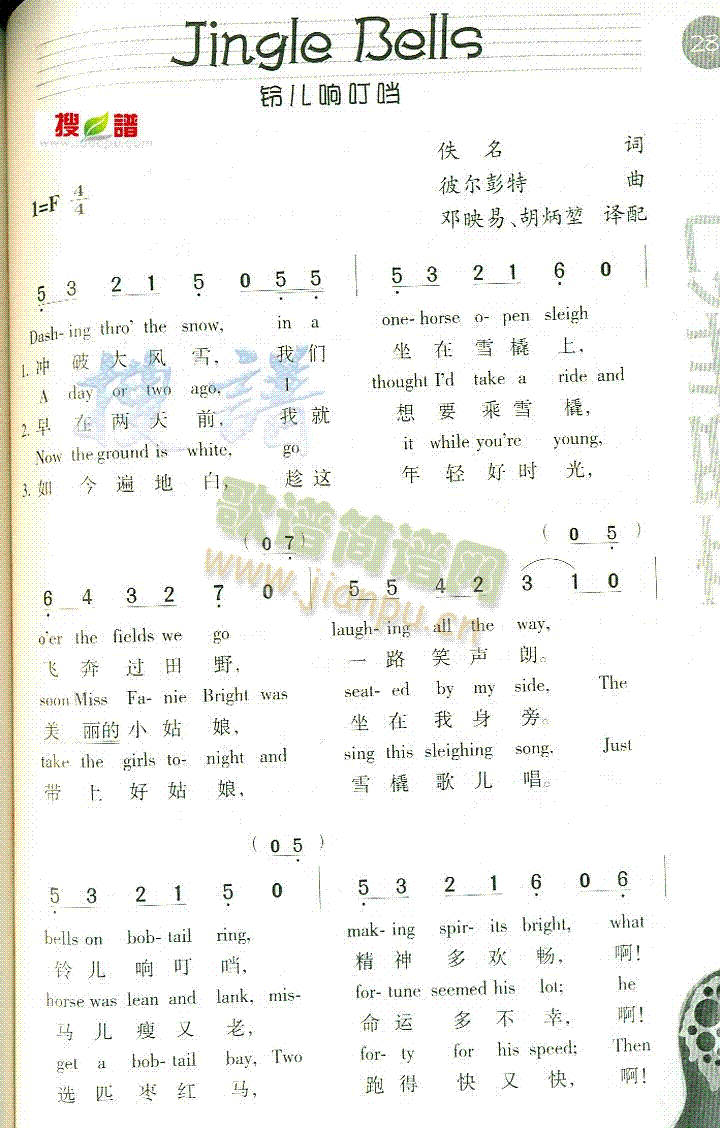 Jingle Bells
28
铃儿响叮当
搜谱
佚名 词
1=F 4/4
彼尔彭特 曲
邓映易、胡炳堃 译配
5 3 2 1 5 0 5 5 | 5 3 2 1 6 0 |
Dash- ing thro' the snow, in a one- horse o- pen sleigh
1. 冲破大风雪, 我们坐在雪橇上,
A day or two ago, I thought I'd take a ride and
2. 早在两天前, 我就想要乘雪橇,
Now the ground is white, go it while you're young,
3. 如今遍地白, 趁这年轻好时光,
歌谱简谱网
www.jianpu.cn
(0 7) (0 5)
6 4 3 2 7 0 | 5 5 4 2 3 1 0 |
o'er the fields we go laugh- ing all the way,
飞奔过田野, 一路笑声朗。
soon Miss Fa- nie Bright was seat- ed by my side, The
美丽的小姑娘, 坐在我身旁。
take the girls to- night and sing this sleighing song. Just
带上好姑娘, 雪橇歌儿唱。
(0 5)
5 3 2 1 5 0 | 5 3 2 1 6 0 6 |
bells on bob- tail ring, mak- ing spir- its bright, what
铃儿响叮当, 精神多欢畅, 啊!
horse was lean and lank, mis- for- tune seemed his lot; he
马儿瘦又老, 命运多不幸, 啊!
get a bob- tail bay, Two for- ty for his speed; Then
选匹枣红马, 跑得快又快, 啊!